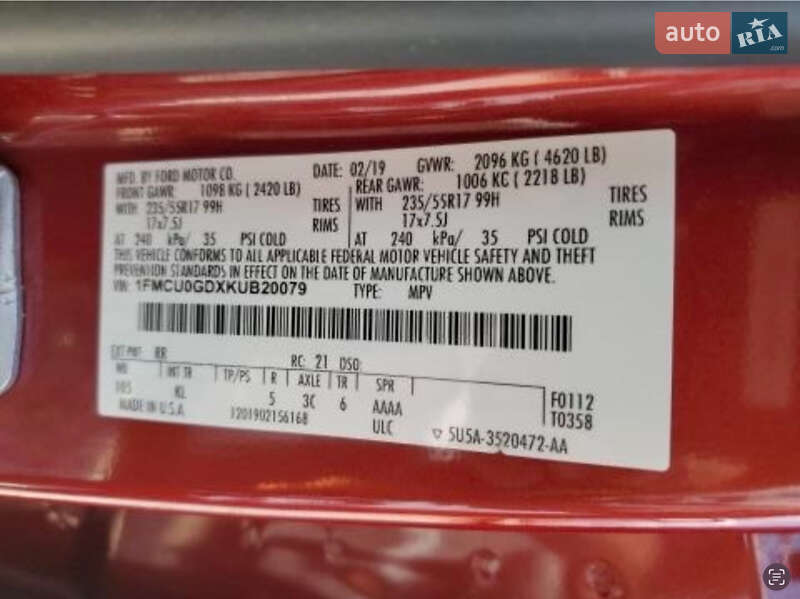 auto RIA .com
MFD. BY FORD MOTOR CO. DATE: 02/19 GVWR: 2096 KG ( 4620 LB)
FRONT GAWR: 1098 KG ( 2420 LB) REAR GAWR: 1006 KC ( 2218 LB)
WITH 235/55R17 99H TIRES WITH 235/55R17 99H TIRES
17x7.5J RIMS 17x7.5J RIMS
AT 240 kPa/ 35 PSI COLD AT 240 kPa/ 35 PSI COLD
THIS VEHICLE CONFORMS TO ALL APPLICABLE FEDERAL MOTOR VEHICLE SAFETY AND THEFT
PREVENTION STANDARDS IN EFFECT ON THE DATE OF MANUFACTURE SHOWN ABOVE.
VIN: 1FMCU0GDXKUB20079 TYPE: MPV
EXT PNT: RR RC: 21 DSO:
WB INT TR TP/PS R AXLE TR SPR F0112
105 KL 5 3C 6 AAAA T0358
MADE IN U.S.A 1201902156168 ULC 5U5A-3520472-AA